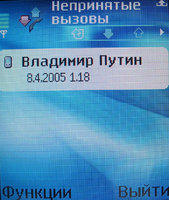 Непринятые
вызовы
Владимир Путин
8.4.2005 1.18
Функции Выйти